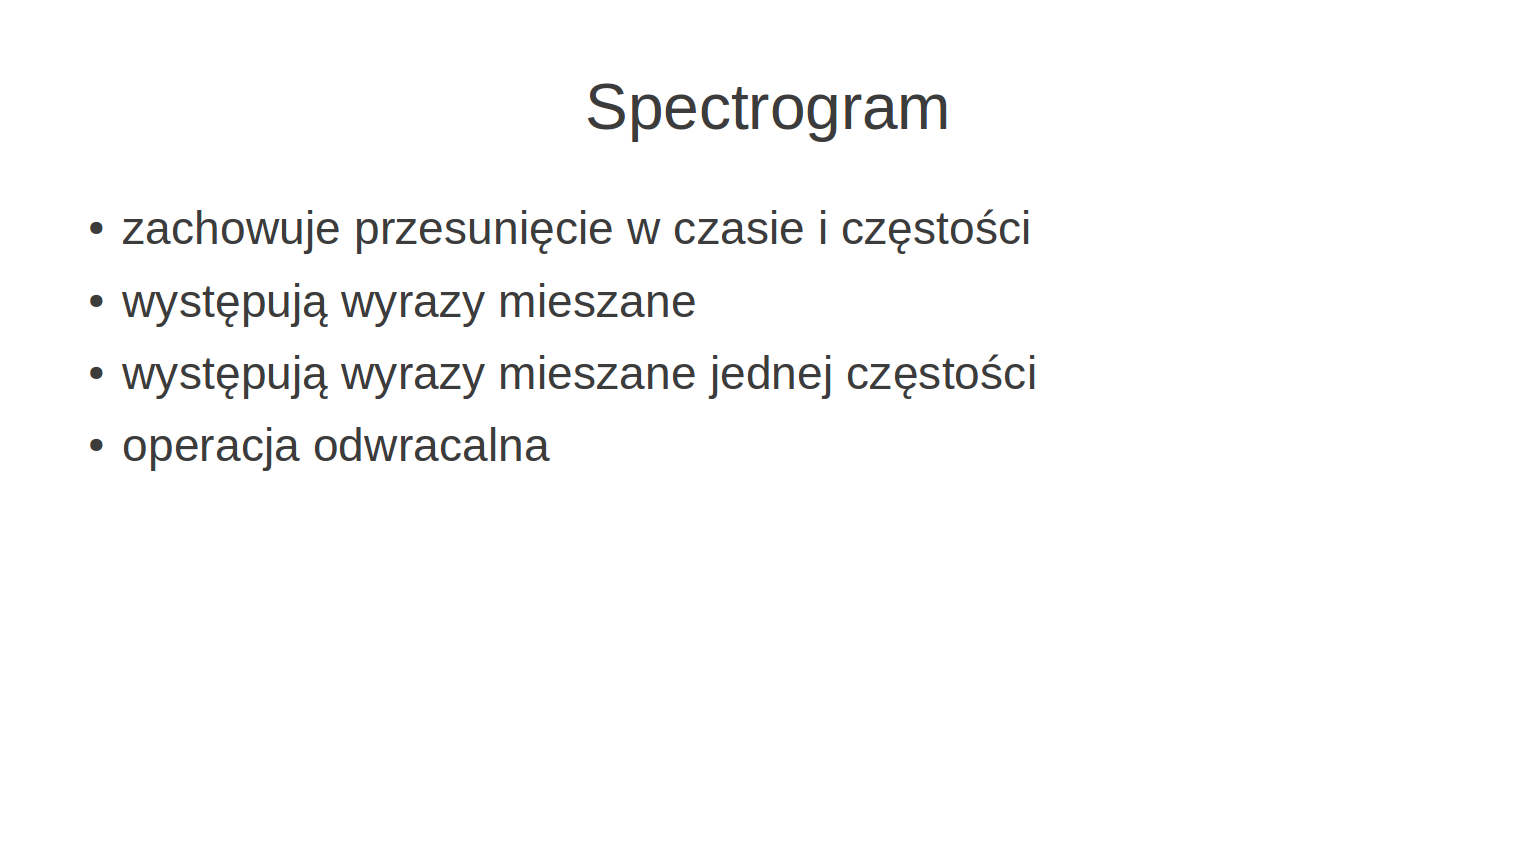 Spectrogram
• zachowuje przesunięcie w czasie i częstości
• występują wyrazy mieszane
• występują wyrazy mieszane jednej częstości
• operacja odwracalna